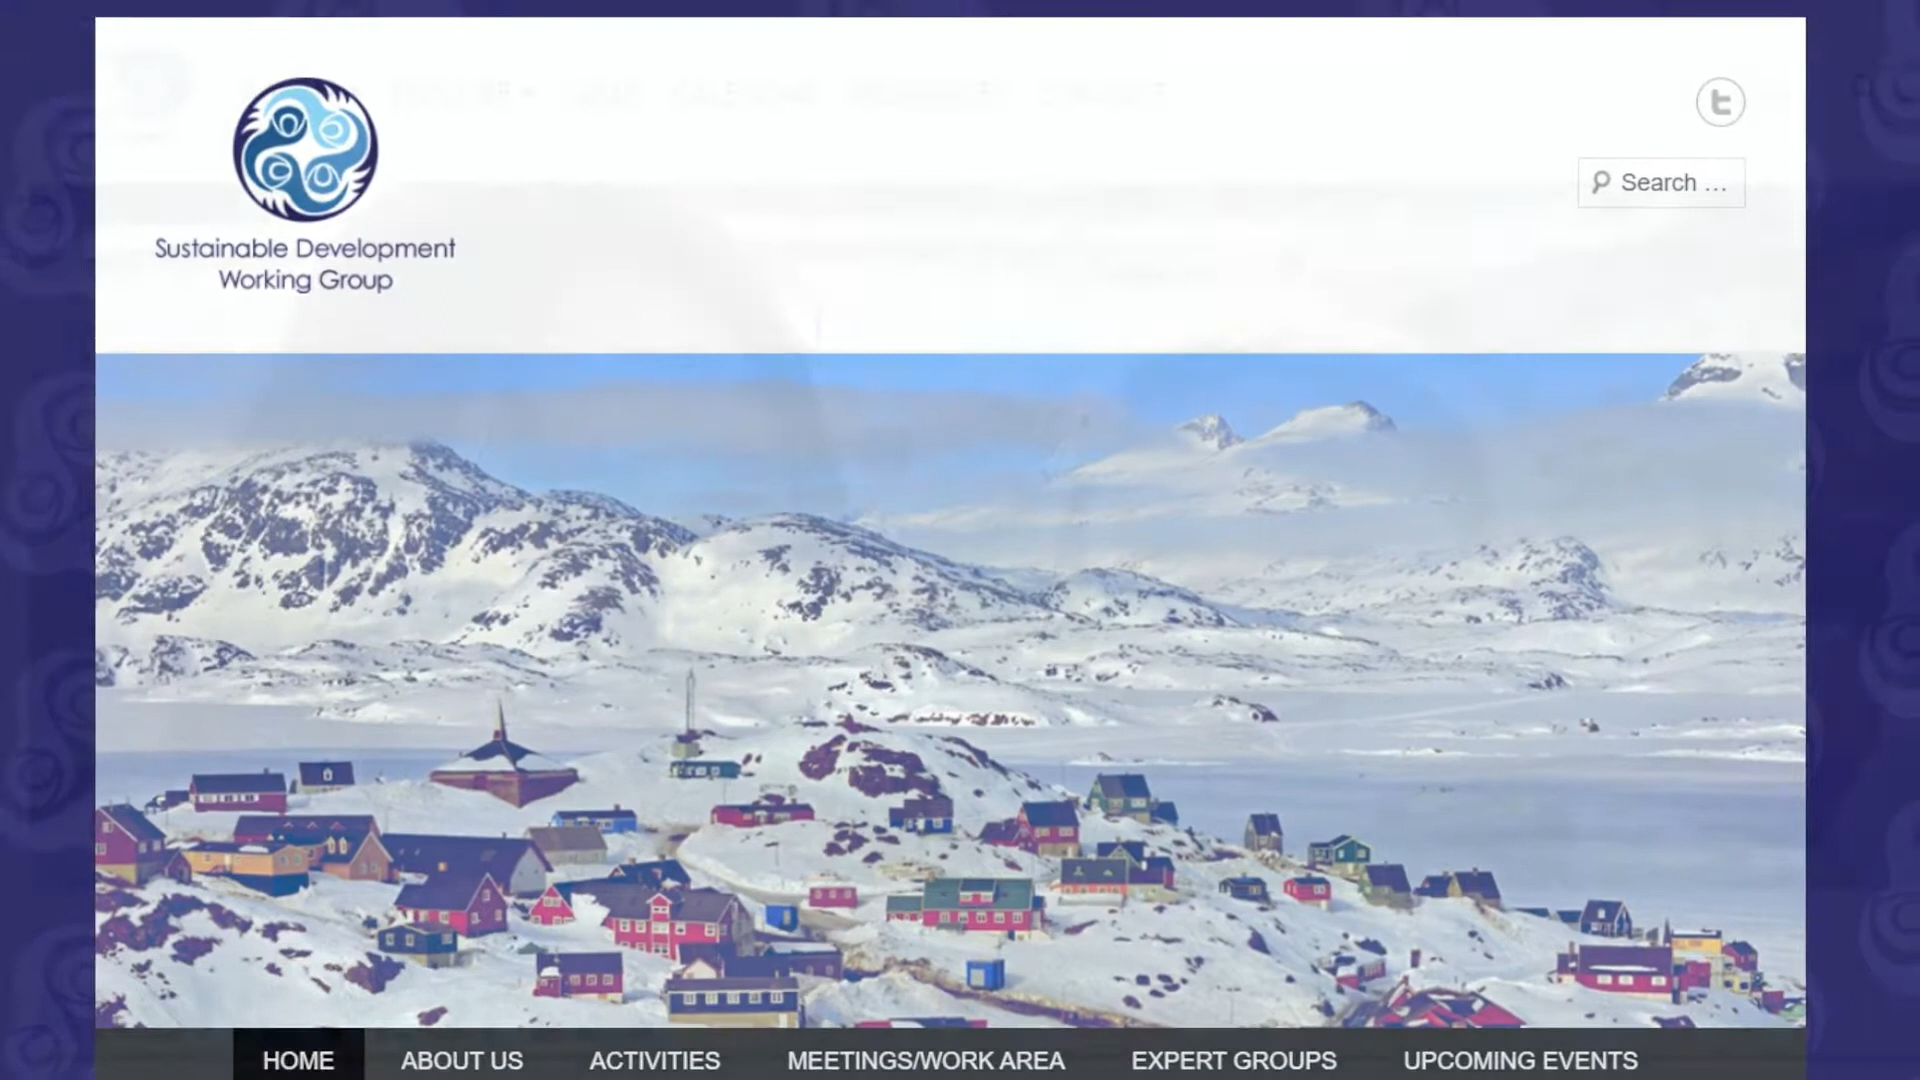 Sustainable Development
Working Group
Search ...
HOME ABOUT US ACTIVITIES MEETINGS/WORK AREA EXPERT GROUPS UPCOMING EVENTS